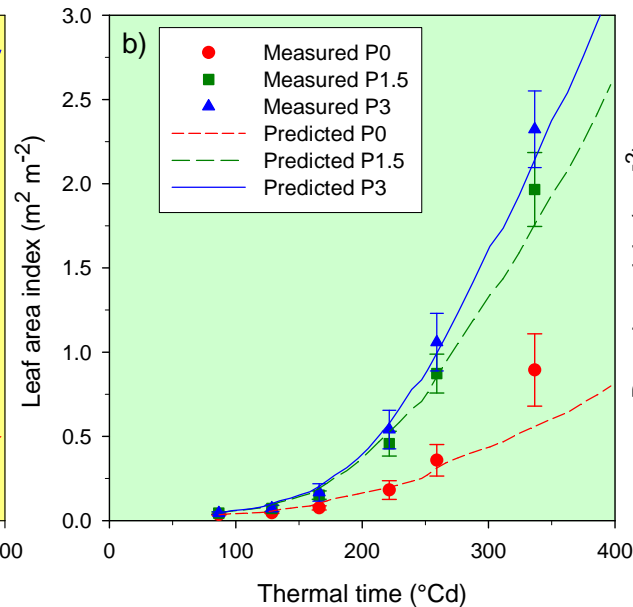 b)
Measured P0
Measured P1.5
Measured P3
Predicted P0
Predicted P1.5
Predicted P3
Leaf area index (m² m⁻²)
3.0
2.5
2.0
1.5
1.0
0.5
0.0
0 100 200 300 400
Thermal time (°Cd)